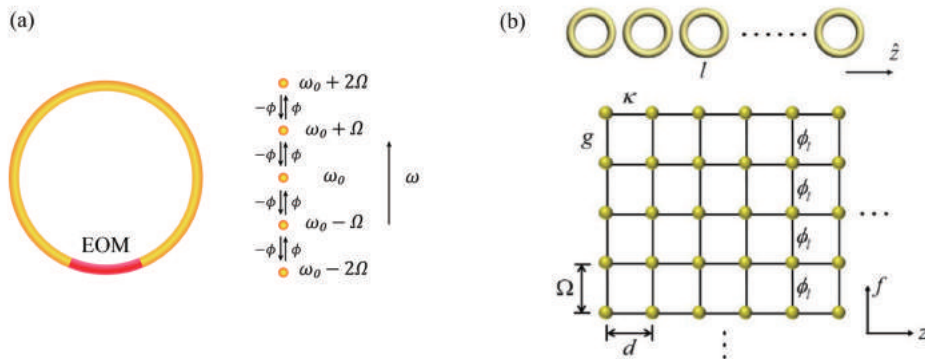 (a)
ω₀ + 2Ω
−ϕ ϕ
ω₀ + Ω
−ϕ ϕ
ω₀
ω
−ϕ ϕ
ω₀ − Ω
−ϕ ϕ
ω₀ − 2Ω
EOM
(b)
......
l
ẑ
κ
g
ϕₗ
ϕₗ
ϕₗ
...
Ω
ϕₗ
f
z
d
...